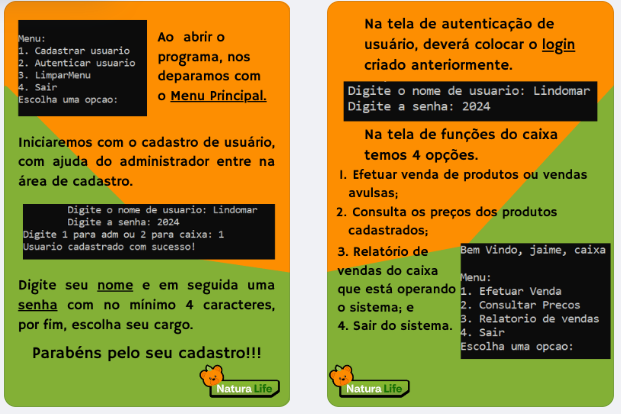 Menu:
1. Cadastrar usuario
2. Autenticar usuario
3. LimparMenu
4. Sair
Escolha uma opcao:
Ao abrir o
programa, nos
deparamos com
o Menu Principal.
Iniciaremos com o cadastro de usuário,
com ajuda do administrador entre na
área de cadastro.
Digite o nome de usuario: Lindomar
Digite a senha: 2024
Digite 1 para adm ou 2 para caixa: 1
Usuario cadastrado com sucesso!
Digite seu nome e em seguida uma
senha com no mínimo 4 caracteres,
por fim, escolha seu cargo.
Parabéns pelo seu cadastro!!!
Natura Life
Na tela de autenticação de
usuário, deverá colocar o login
criado anteriormente.
Digite o nome de usuario: Lindomar
Digite a senha: 2024
Na tela de funções do caixa
temos 4 opções.
1. Efetuar venda de produtos ou vendas
avulsas;
2. Consulta os preços dos produtos
cadastrados;
3. Relatório de
vendas do caixa
que está operando
o sistema; e
4. Sair do sistema.
Bem Vindo, jaime, caixa
Menu:
1. Efetuar Venda
2. Consultar Precos
3. Relatorio de vendas
4. Sair
Escolha uma opcao:
Natura Life